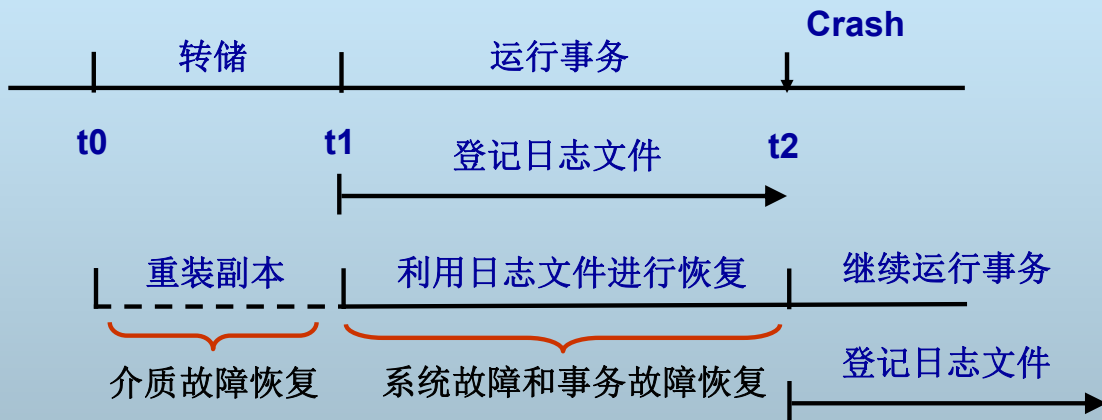 Crash
转储
运行事务
t0
t1
登记日志文件
t2
重装副本
利用日志文件进行恢复
继续运行事务
介质故障恢复
系统故障和事务故障恢复
登记日志文件